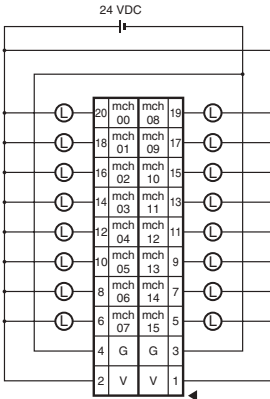 24 VDC
L 20 mch 00 mch 08 19 L
L 18 mch 01 mch 09 17 L
L 16 mch 02 mch 10 15 L
L 14 mch 03 mch 11 13 L
L 12 mch 04 mch 12 11 L
L 10 mch 05 mch 13 9 L
L 8 mch 06 mch 14 7 L
L 6 mch 07 mch 15 5 L
4 G G 3
2 V V 1